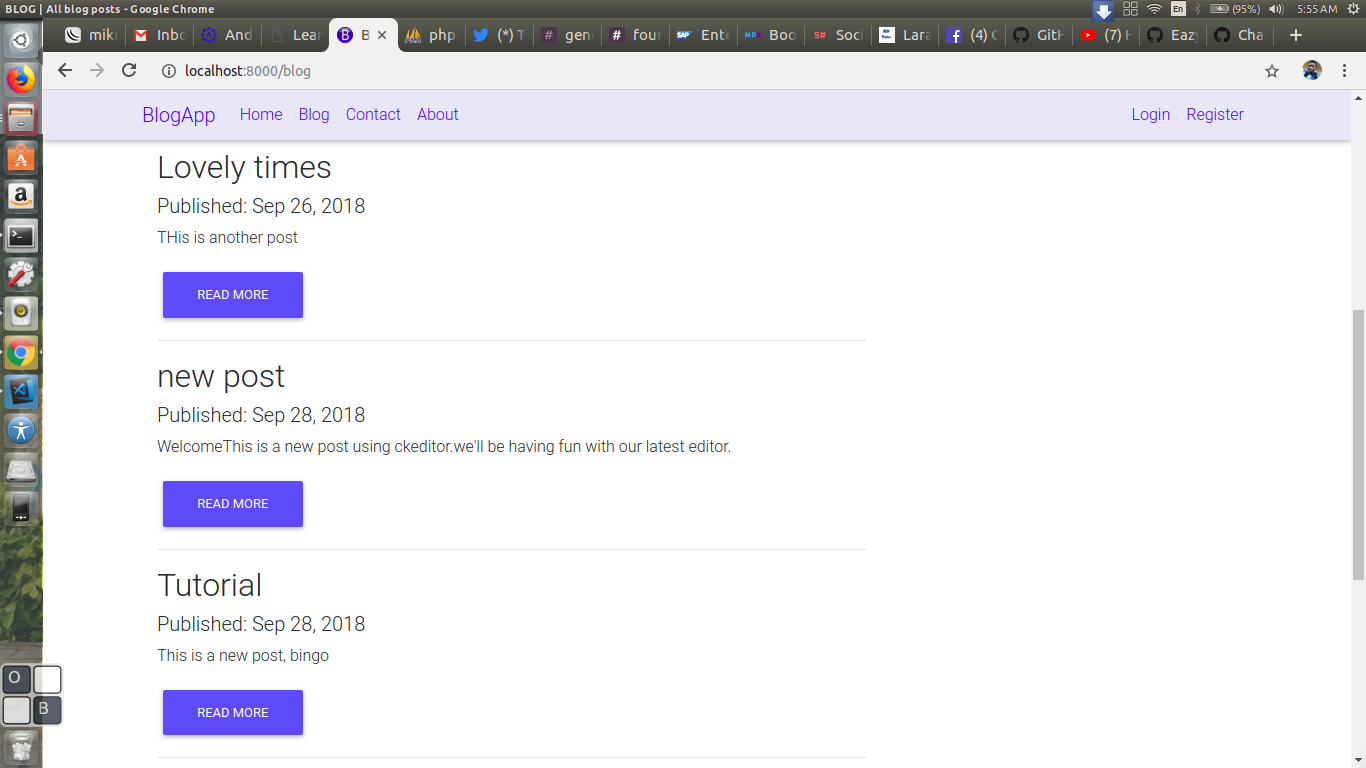 BLOG | All blog posts - Google Chrome
En
(95%)
5:55 AM
mikr
Inbo
And
Lear
B
php
(*) T
gen
four
Ente
Boo
Soci
Lara
(4) C
GitH
(7) H
Eazy
Cha
localhost:8000/blog
BlogApp Home Blog Contact About Login Register
Lovely times
Published: Sep 26, 2018
THis is another post
READ MORE
new post
Published: Sep 28, 2018
WelcomeThis is a new post using ckeditor.we'll be having fun with our latest editor.
READ MORE
Tutorial
Published: Sep 28, 2018
This is a new post, bingo
READ MORE
O
B